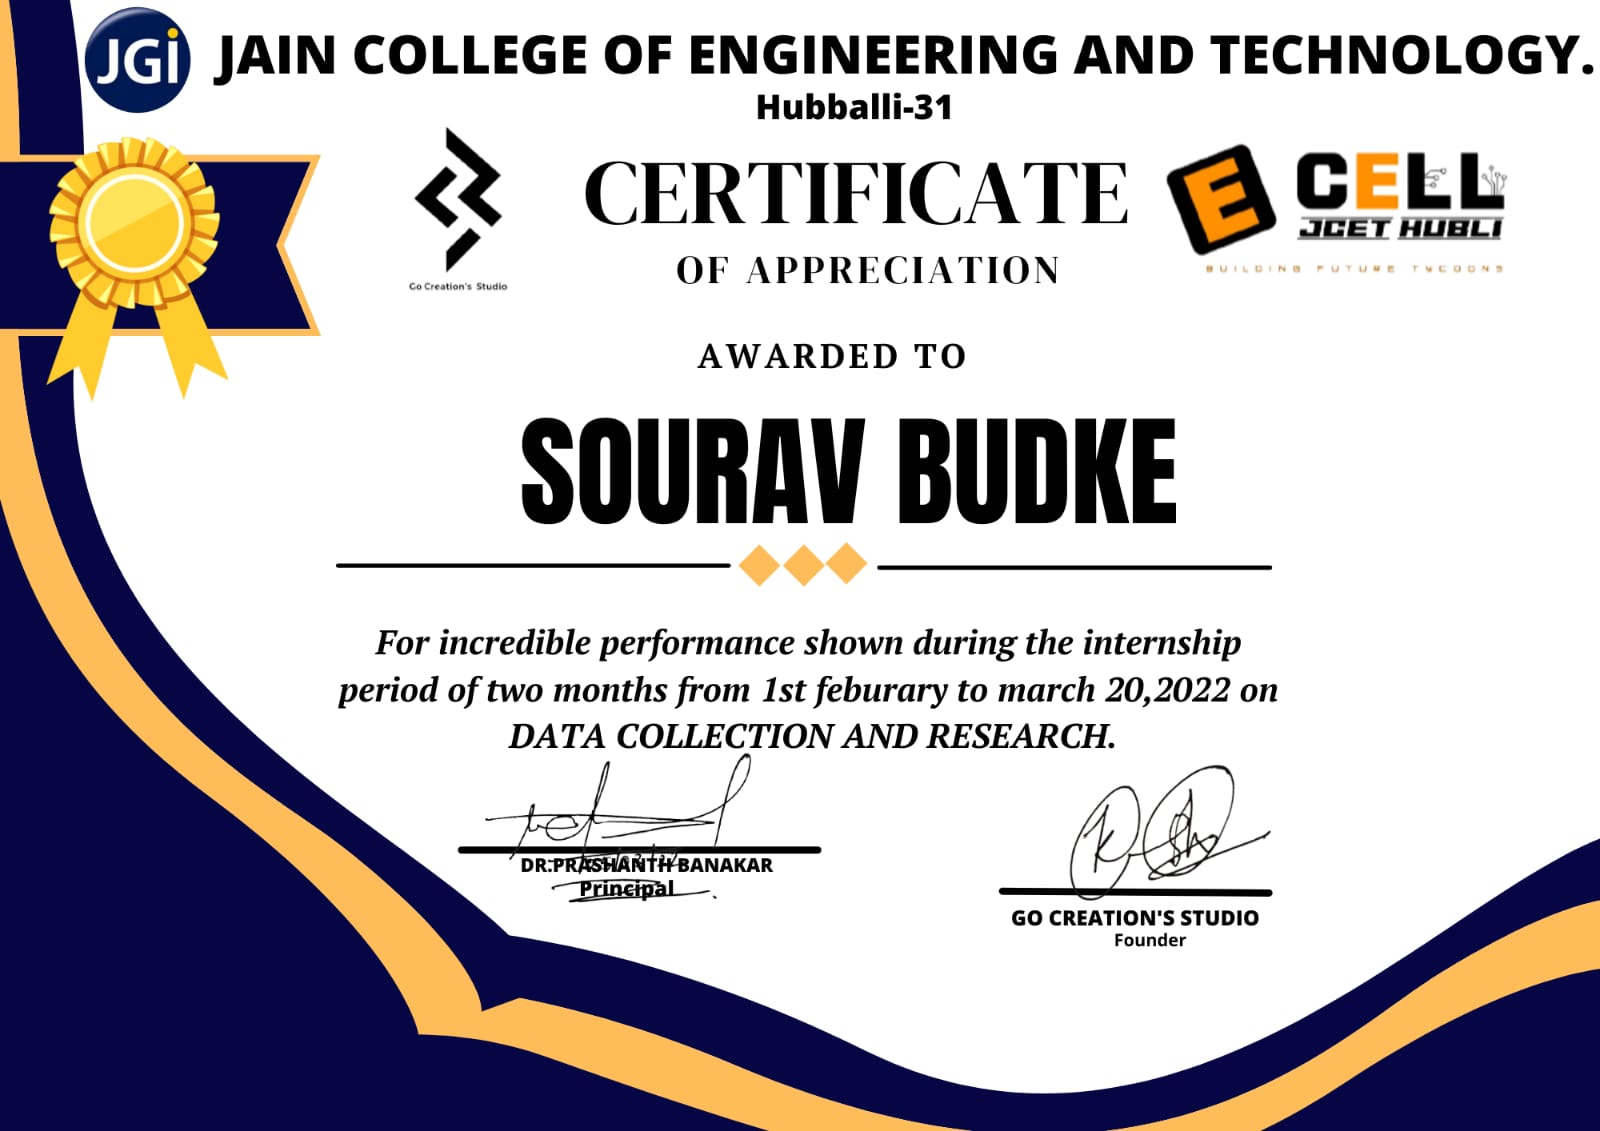 JGi
JAIN COLLEGE OF ENGINEERING AND TECHNOLOGY.
Hubballi-31
Go Creation's Studio
CERTIFICATE
OF APPRECIATION
E CELL
JCET HUBLI
BUILDING FUTURE TYCOONS
AWARDED TO
SOURAV BUDKE
For incredible performance shown during the internship
period of two months from 1st feburary to march 20,2022 on
DATA COLLECTION AND RESEARCH.
DR.PRASHANTH BANAKAR
Principal
GO CREATION'S STUDIO
Founder